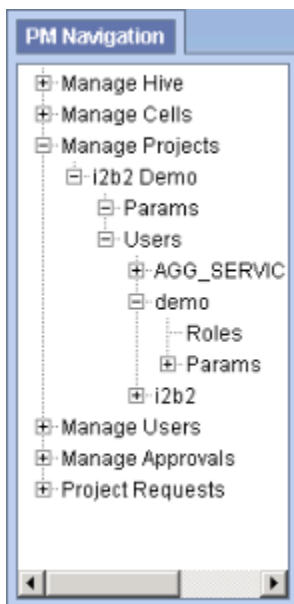 PM Navigation
Manage Hive
Manage Cells
Manage Projects
i2b2 Demo
Params
Users
AGG_SERVIC
demo
Roles
Params
i2b2
Manage Users
Manage Approvals
Project Requests